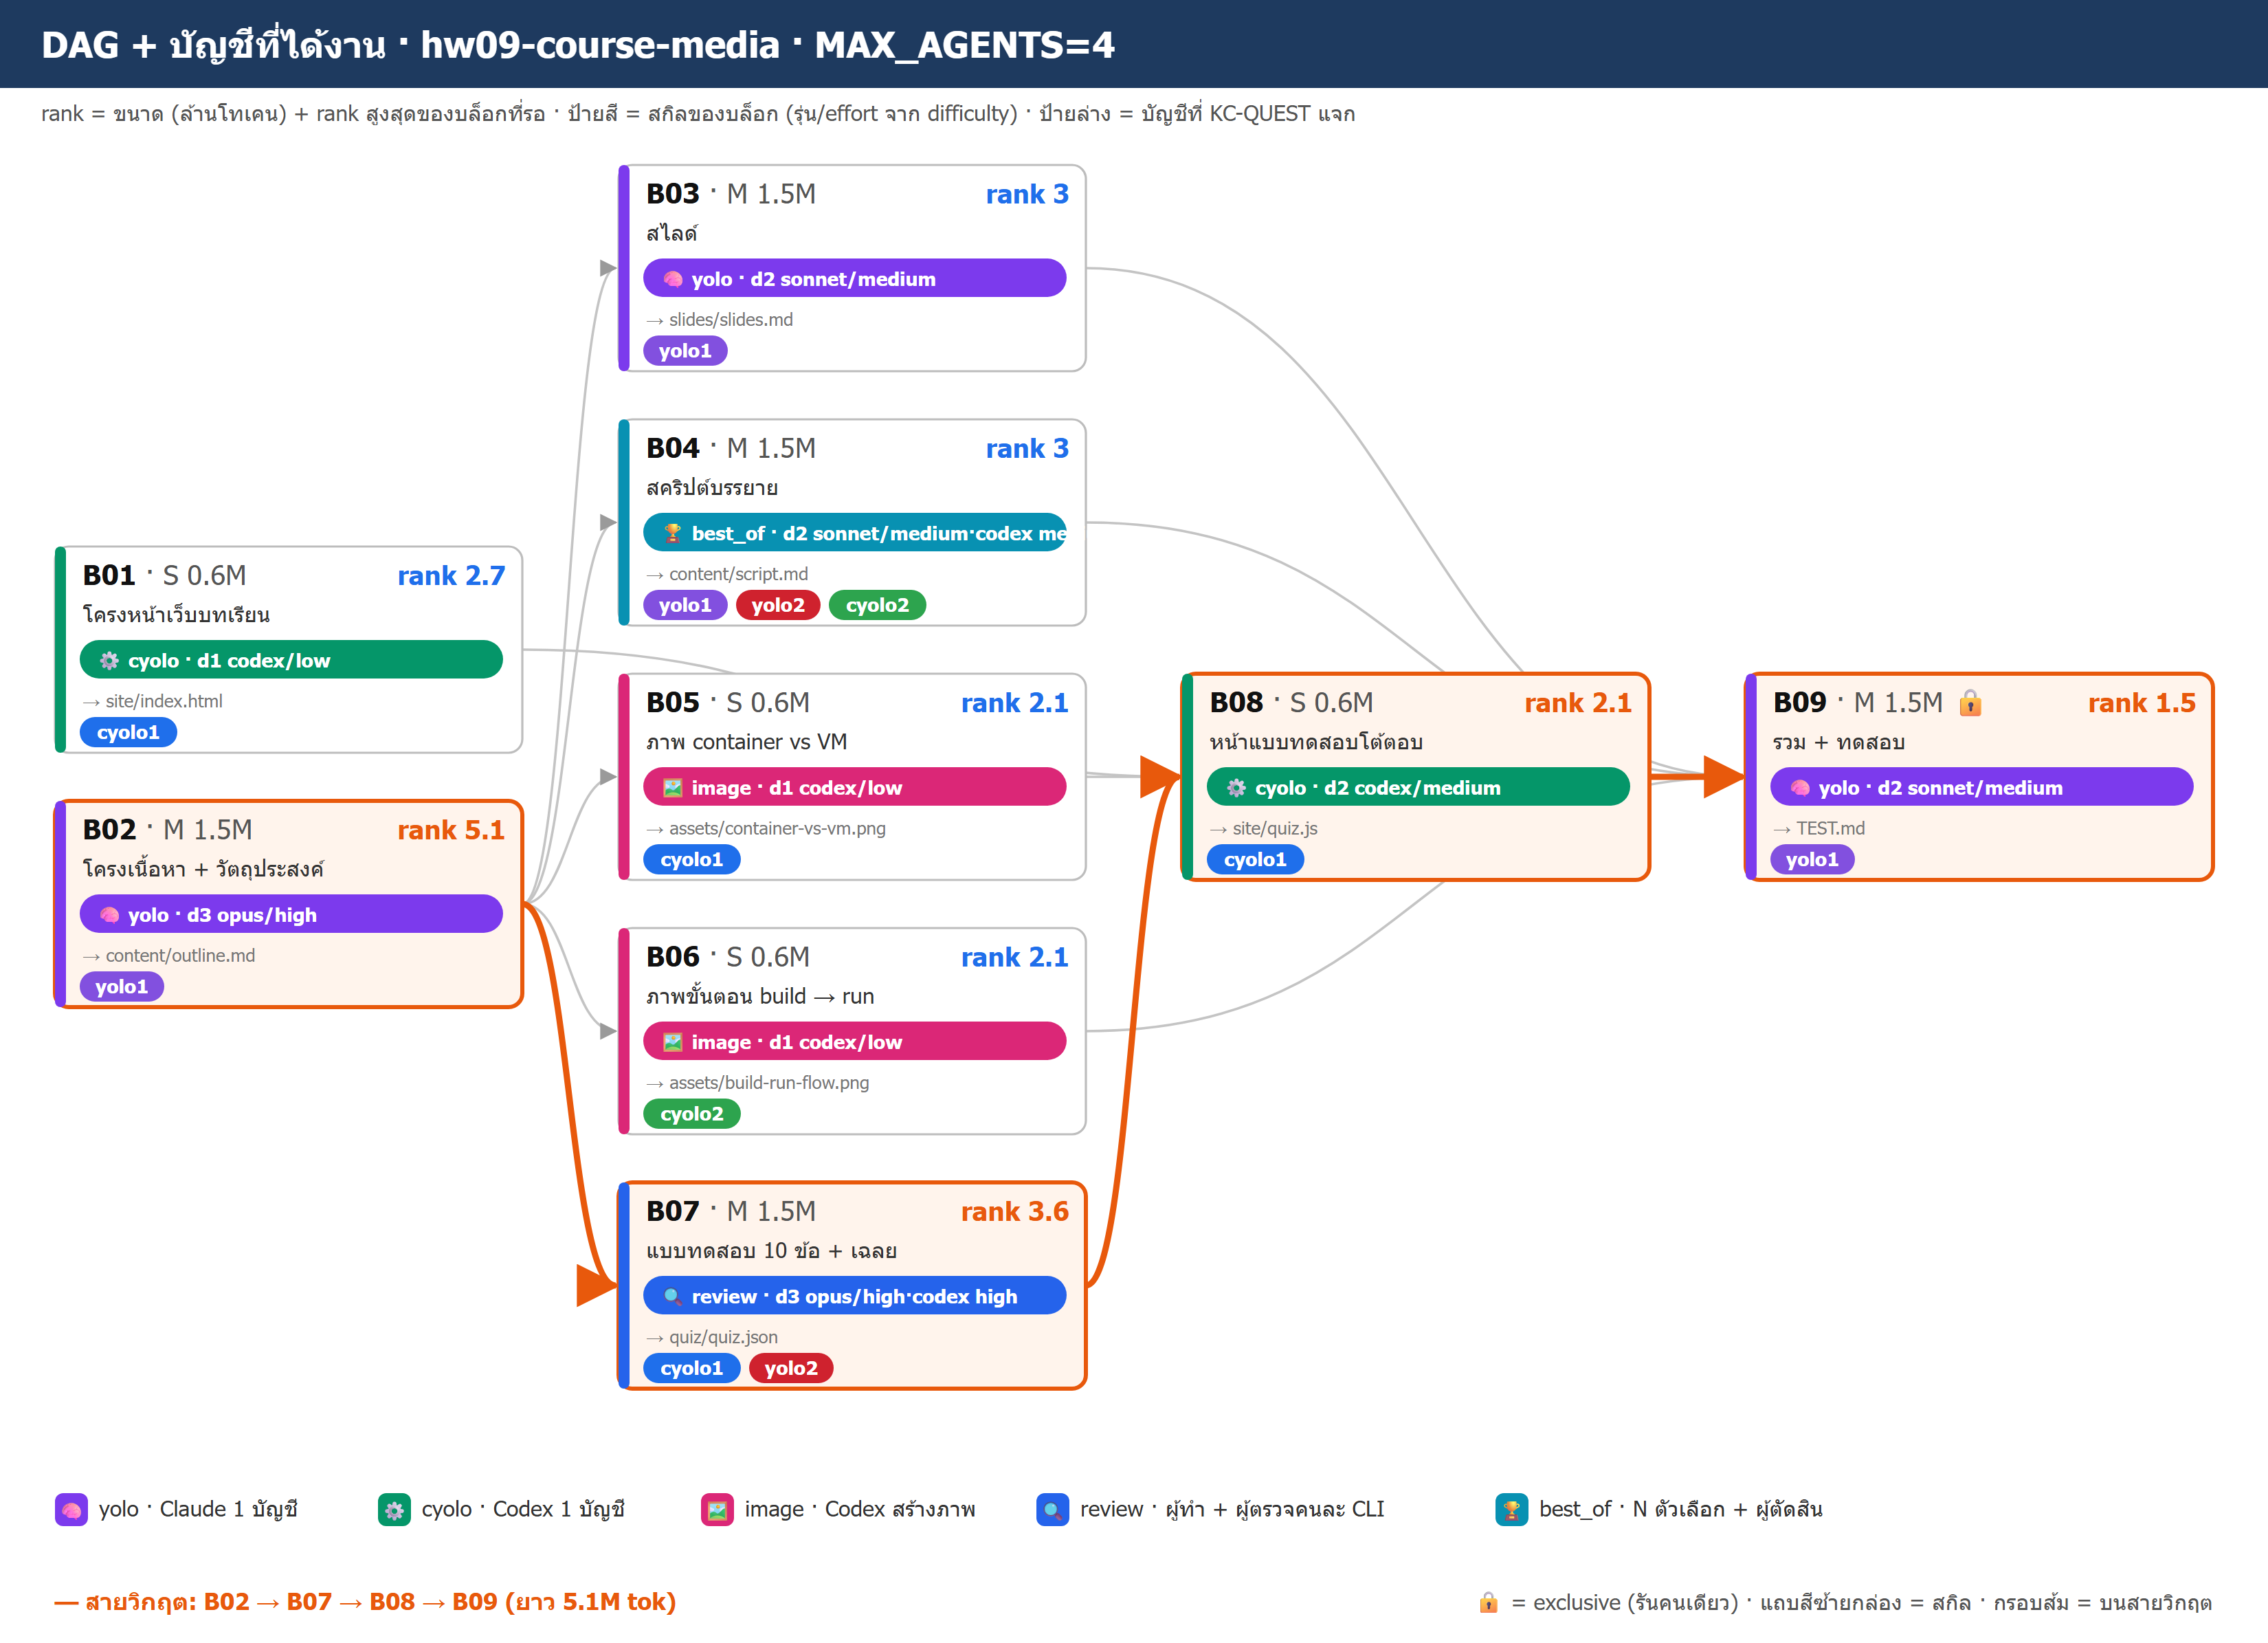 DAG + บัญชีที่ได้งาน · hw09-course-media · MAX_AGENTS=4
rank = ขนาด (ล้านโทเคน) + rank สูงสุดของบล็อกที่รอ · ป้ายสี = สกิลของบล็อก (รุ่น/effort จาก difficulty) · ป้ายล่าง = บัญชีที่ KC-QUEST แจก
B03 · M 1.5M rank 3
สไลด์
yolo · d2 sonnet/medium
→ slides/slides.md
yolo1
B04 · M 1.5M rank 3
สคริปต์บรรยาย
best_of · d2 sonnet/medium·codex me
→ content/script.md
yolo1 yolo2 cyolo2
B01 · S 0.6M rank 2.7
โครงหน้าเว็บบทเรียน
cyolo · d1 codex/low
→ site/index.html
cyolo1
B05 · S 0.6M rank 2.1
ภาพ container vs VM
image · d1 codex/low
→ assets/container-vs-vm.png
cyolo1
B08 · S 0.6M rank 2.1
หน้าแบบทดสอบโต้ตอบ
cyolo · d2 codex/medium
→ site/quiz.js
cyolo1
B09 · M 1.5M 🔒 rank 1.5
รวม + ทดสอบ
yolo · d2 sonnet/medium
→ TEST.md
yolo1
B02 · M 1.5M rank 5.1
โครงเนื้อหา + วัตถุประสงค์
yolo · d3 opus/high
→ content/outline.md
yolo1
B06 · S 0.6M rank 2.1
ภาพขั้นตอน build → run
image · d1 codex/low
→ assets/build-run-flow.png
cyolo2
B07 · M 1.5M rank 3.6
แบบทดสอบ 10 ข้อ + เฉลย
review · d3 opus/high·codex high
→ quiz/quiz.json
cyolo1 yolo2
yolo · Claude 1 บัญชี
cyolo · Codex 1 บัญชี
image · Codex สร้างภาพ
review · ผู้ทำ + ผู้ตรวจคนละ CLI
best_of · N ตัวเลือก + ผู้ตัดสิน
— สายวิกฤต: B02 → B07 → B08 → B09 (ยาว 5.1M tok)
🔒 = exclusive (รันคนเดียว) · แถบสีซ้ายกล่อง = สกิล · กรอบส้ม = บนสายวิกฤต